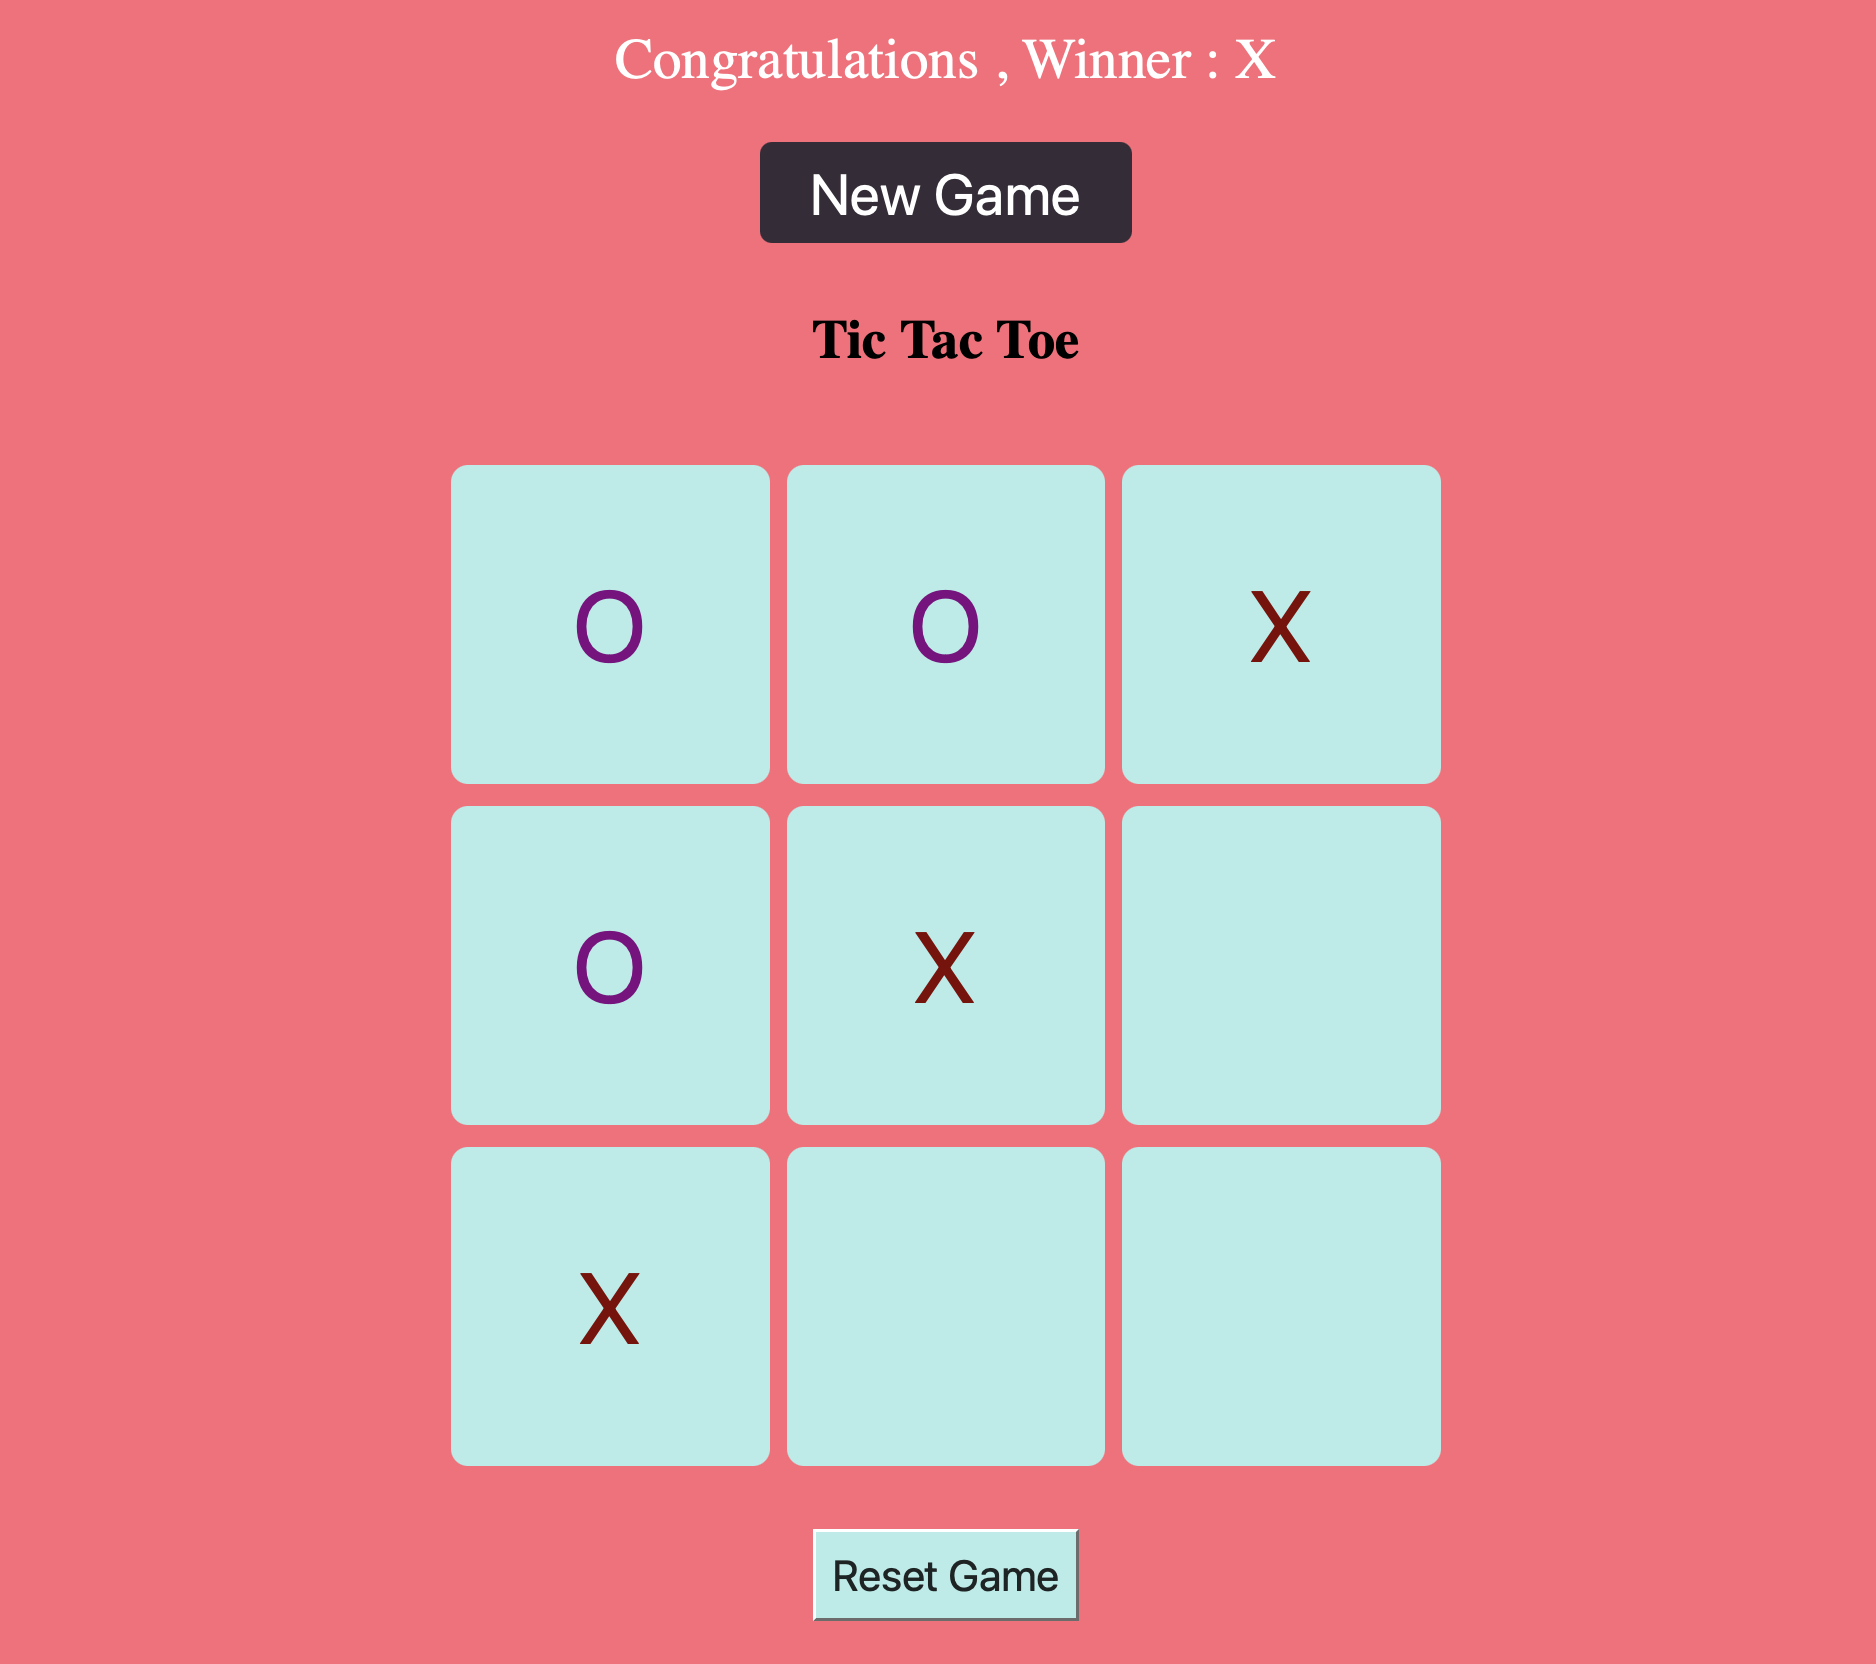 Congratulations , Winner : X
New Game
Tic Tac Toe
O O X
O X
X
Reset Game